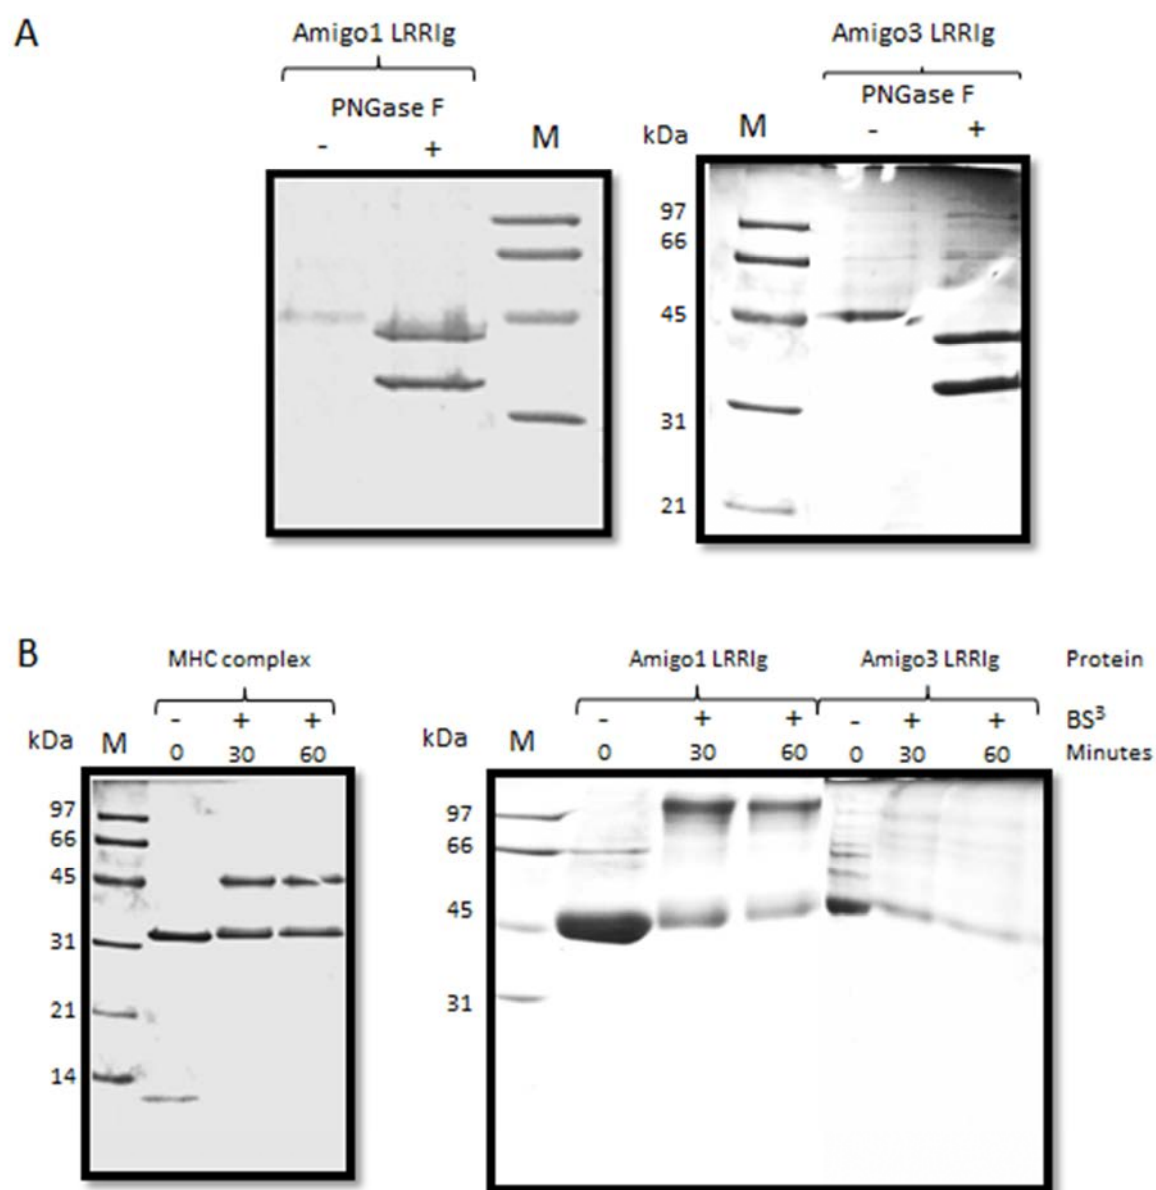 A
Amigo1 LRRIg
Amigo3 LRRIg
PNGase F
PNGase F
- + M
kDa M - +
97
66
45
31
21
B
MHC complex
Amigo1 LRRIg Amigo3 LRRIg Protein
- + + - + + - + + BS³
kDa M 0 30 60
kDa M 0 30 60 0 30 60 Minutes
97
66
45
31
21
14
97
66
45
31